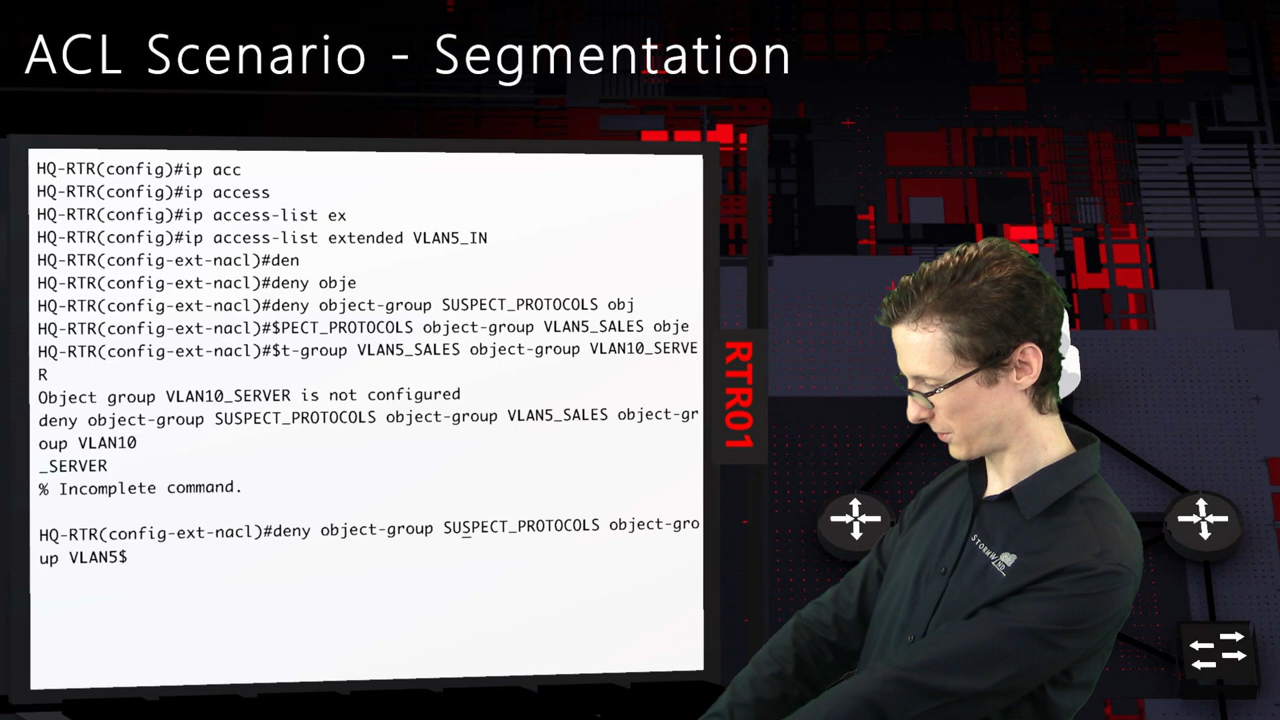 ACL Scenario - Segmentation
HQ-RTR(config)#ip acc
HQ-RTR(config)#ip access
HQ-RTR(config)#ip access-list ex
HQ-RTR(config)#ip access-list extended VLAN5_IN
HQ-RTR(config-ext-nacl)#den
HQ-RTR(config-ext-nacl)#deny obje
HQ-RTR(config-ext-nacl)#deny object-group SUSPECT_PROTOCOLS obj
HQ-RTR(config-ext-nacl)#$PECT_PROTOCOLS object-group VLAN5_SALES obje
HQ-RTR(config-ext-nacl)#$t-group VLAN5_SALES object-group VLAN10_SERVE
R
Object group VLAN10_SERVER is not configured
deny object-group SUSPECT_PROTOCOLS object-group VLAN5_SALES object-gr
oup VLAN10
_SERVER
% Incomplete command.
HQ-RTR(config-ext-nacl)#deny object-group SUSPECT_PROTOCOLS object-gro
up VLAN5$
RTR01
STORMWIND